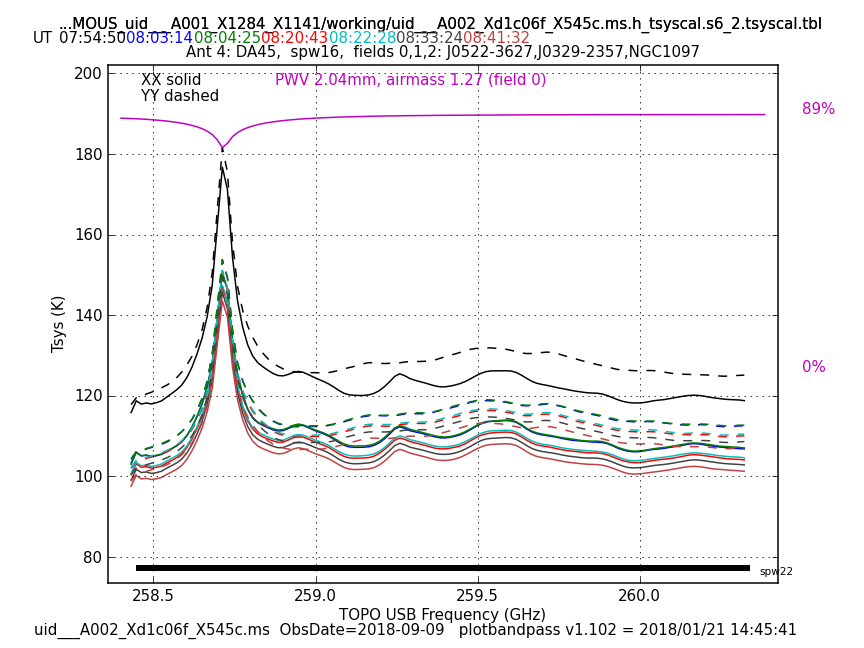 ...MOUS_uid___A001_X1284_X1141/working/uid___A002_Xd1c06f_X545c.ms.h_tsyscal.s6_2.tsyscal.tbl
UT 07:54:50 08:03:14 08:04:25 08:20:43 08:22:28 08:33:24 08:41:32
Ant 4: DA45,  spw16,  fields 0,1,2: J0522-3627,J0329-2357,NGC1097
XX solid
YY dashed
PWV 2.04mm, airmass 1.27 (field 0)
89%
0%
200
180
160
140
120
100
80
Tsys (K)
spw22
258.5 259.0 259.5 260.0
TOPO USB Frequency (GHz)
uid___A002_Xd1c06f_X545c.ms  ObsDate=2018-09-09   plotbandpass v1.102 = 2018/01/21 14:45:41